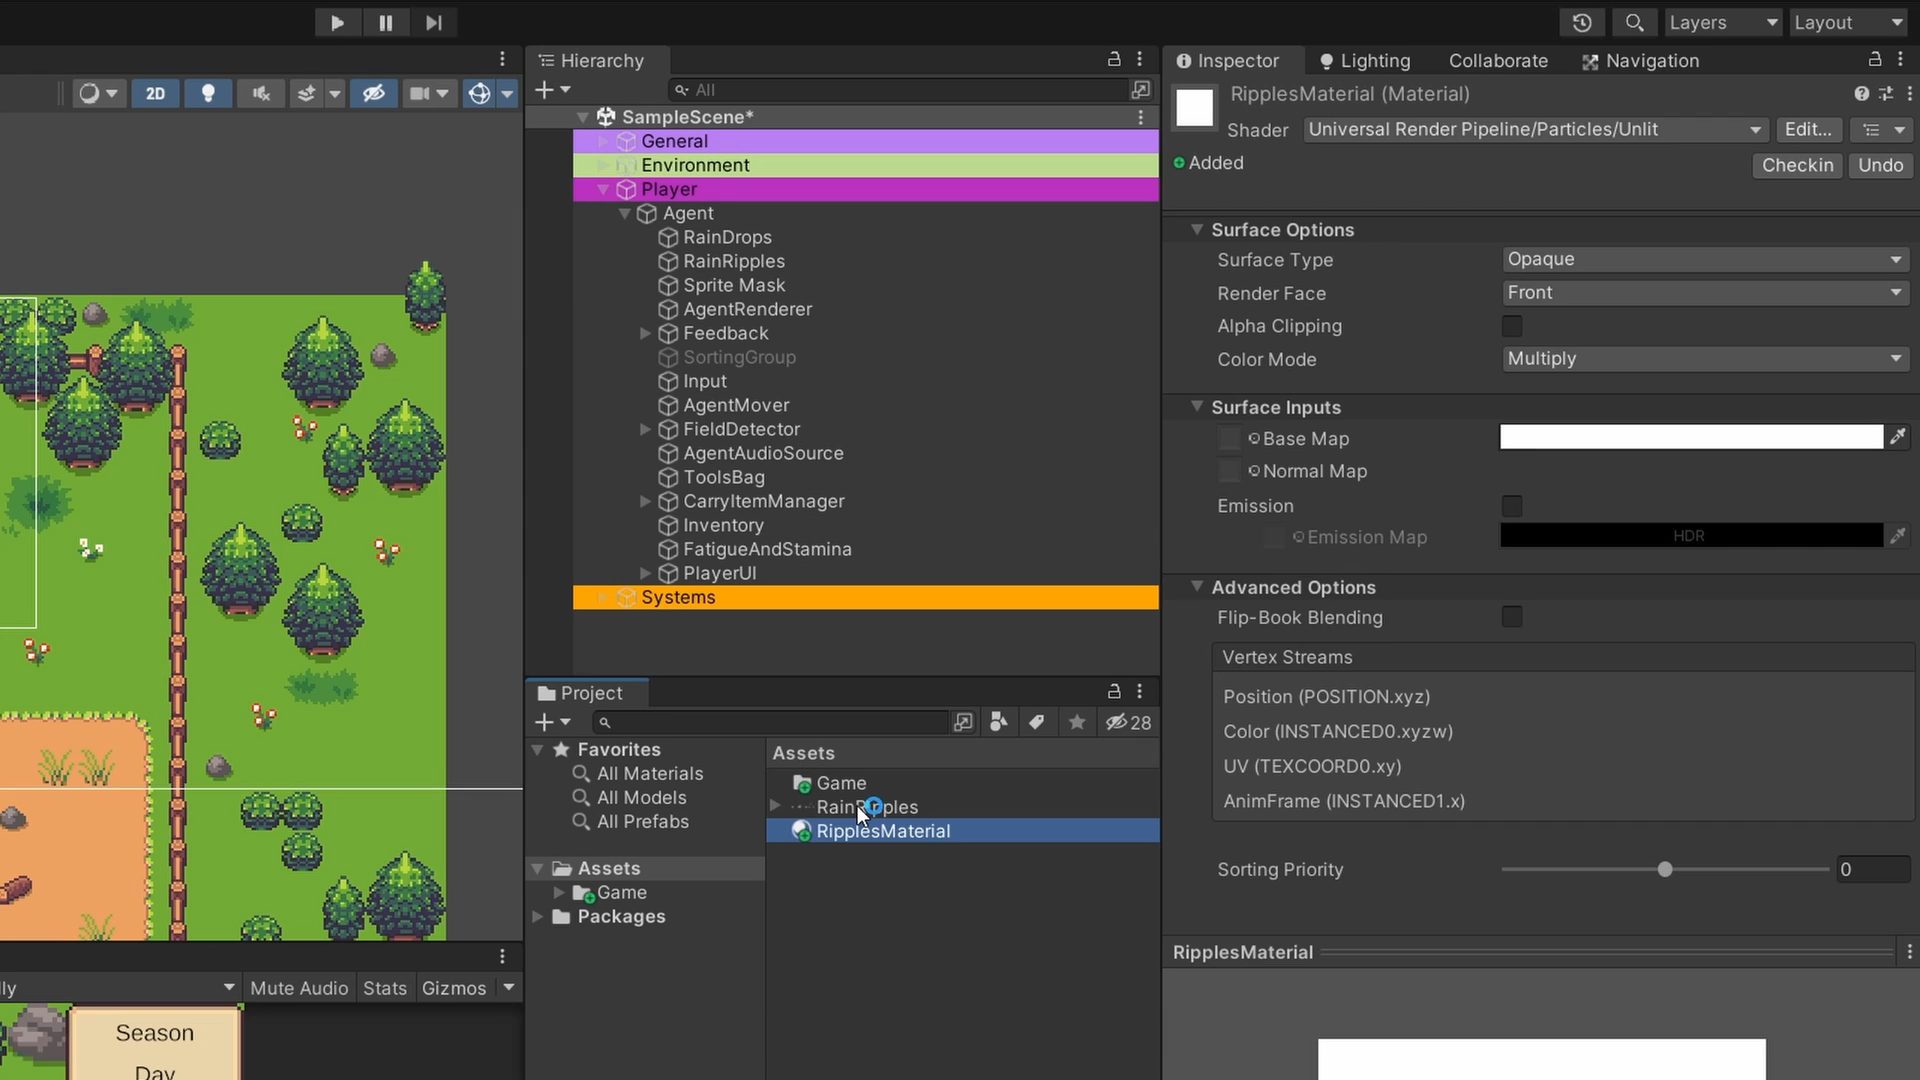 Layers
Layout
2D
Hierarchy
All
SampleScene*
General
Environment
Player
Agent
RainDrops
RainRipples
Sprite Mask
AgentRenderer
Feedback
SortingGroup
Input
AgentMover
FieldDetector
AgentAudioSource
ToolsBag
CarryItemManager
Inventory
FatigueAndStamina
PlayerUI
Systems
Project
28
Favorites
All Materials
All Models
All Prefabs
Assets
Game
Packages
Assets
Game
RainRipples
RipplesMaterial
Inspector
Lighting
Collaborate
Navigation
RipplesMaterial (Material)
Shader Universal Render Pipeline/Particles/Unlit Edit...
Added Checkin Undo
Surface Options
Surface Type Opaque
Render Face Front
Alpha Clipping
Color Mode Multiply
Surface Inputs
Base Map
Normal Map
Emission
Emission Map HDR
Advanced Options
Flip-Book Blending
Vertex Streams
Position (POSITION.xyz)
Color (INSTANCED0.xyzw)
UV (TEXCOORD0.xy)
AnimFrame (INSTANCED1.x)
Sorting Priority 0
RipplesMaterial
Mute Audio Stats Gizmos
Season
Day